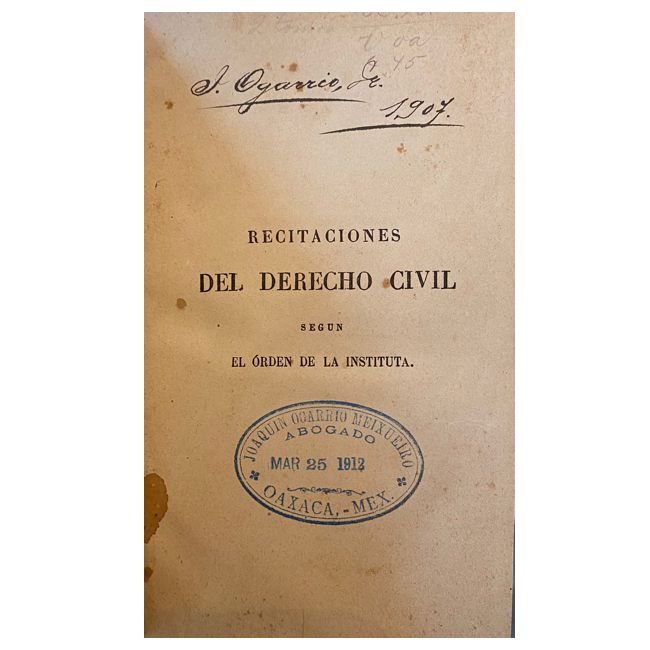 J. Ogarrio, Jr.
1907.
RECITACIONES
DEL DERECHO CIVIL
SEGUN
EL ÓRDEN DE LA INSTITUTA.
JOAQUIN OGARRIO MEIXUEIRO
ABOGADO
MAR 25 1912
OAXACA,-MEX.